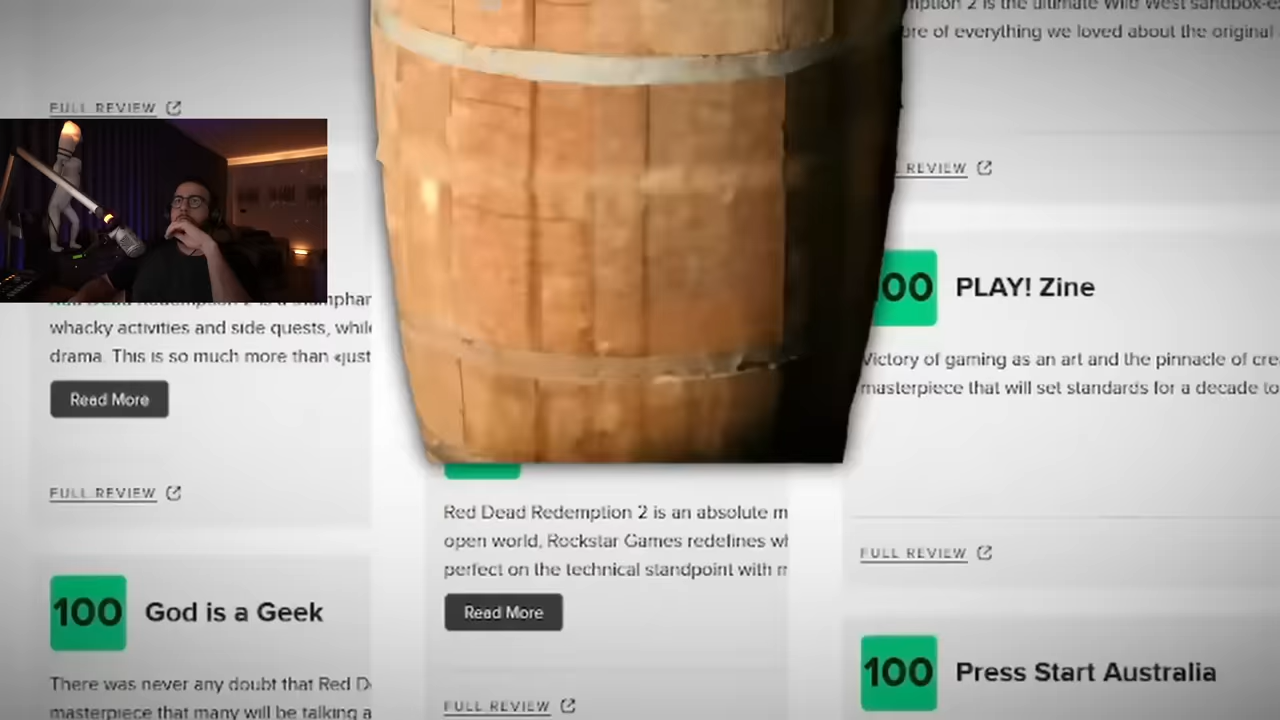 FULL REVIEW
whacky activities and side quests, while
drama. This is so much more than «just
Read More
FULL REVIEW
100 God is a Geek
There was never any doubt that Red D
masterpiece that many will be talking a
Red Dead Redemption 2 is an absolute m
open world, Rockstar Games redefines wh
perfect on the technical standpoint with
Read More
FULL REVIEW
2 is the ultimate Wild West sandbox-e
of everything we loved about the original
REVIEW
00 PLAY! Zine
Victory of gaming as an art and the pinnacle of cre
masterpiece that will set standards for a decade to
FULL REVIEW
100 Press Start Australia